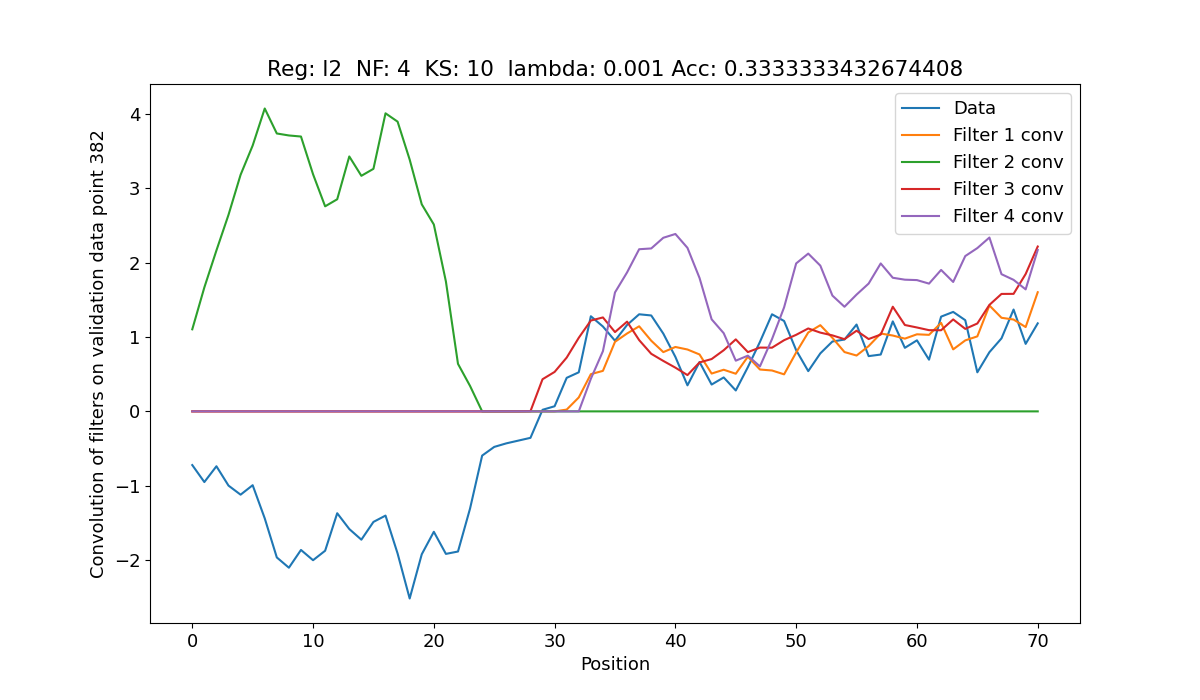 Reg: l2  NF: 4  KS: 10  lambda: 0.001 Acc: 0.3333333432674408
Convolution of filters on validation data point 382
4
3
2
1
0
−1
−2
Data
Filter 1 conv
Filter 2 conv
Filter 3 conv
Filter 4 conv
0 10 20 30 40 50 60 70
Position